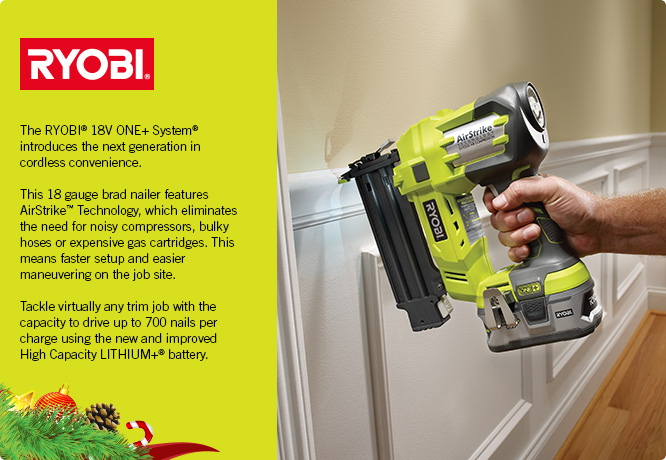 RYOBI®
The RYOBI® 18V ONE+ System®
introduces the next generation in
cordless convenience.
This 18 gauge brad nailer features
AirStrike™ Technology, which eliminates
the need for noisy compressors, bulky
hoses or expensive gas cartridges. This
means faster setup and easier
maneuvering on the job site.
Tackle virtually any trim job with the
capacity to drive up to 700 nails per
charge using the new and improved
High Capacity LITHIUM+® battery.
AirStrike
RYOBI
ONE+
RYOBI